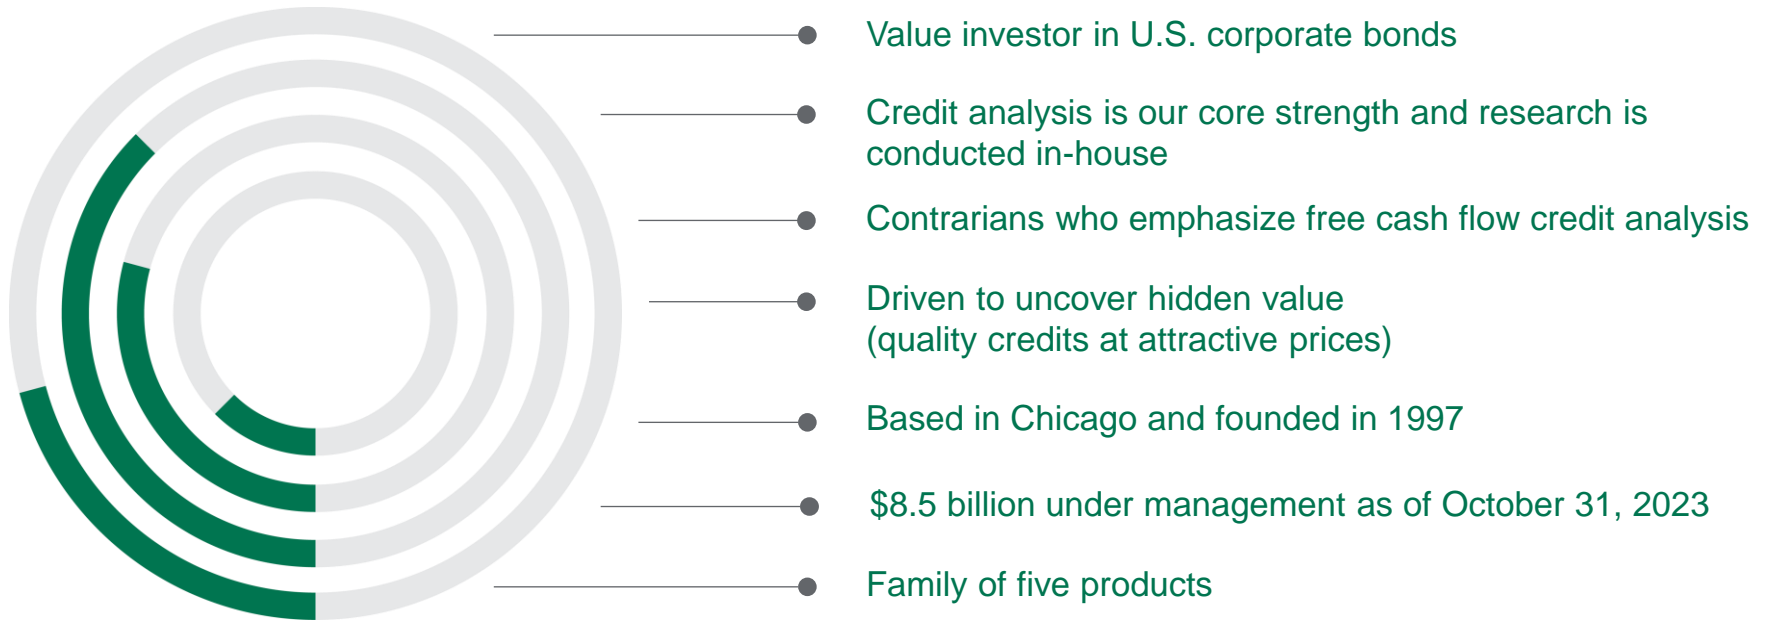 Value investor in U.S. corporate bonds
Credit analysis is our core strength and research is
conducted in-house
Contrarians who emphasize free cash flow credit analysis
Driven to uncover hidden value
(quality credits at attractive prices)
Based in Chicago and founded in 1997
$8.5 billion under management as of October 31, 2023
Family of five products